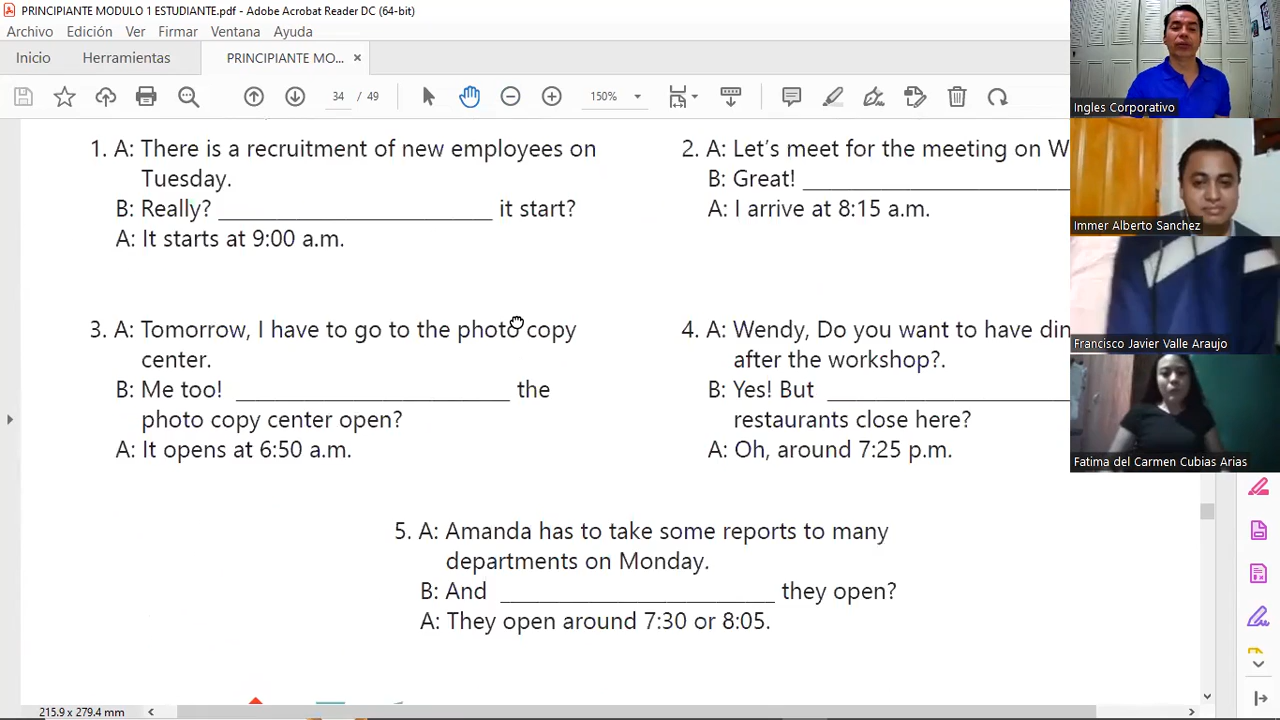 PRINCIPIANTE MODULO 1 ESTUDIANTE.pdf - Adobe Acrobat Reader DC (64-bit)
Archivo Edición Ver Firmar Ventana Ayuda
Inicio Herramientas PRINCIPIANTE MO... ×
34 / 49 150%
1. A: There is a recruitment of new employees on
Tuesday.
B: Really? ______________________ it start?
A: It starts at 9:00 a.m.
2. A: Let's meet for the meeting on W
B: Great! ______________________
A: I arrive at 8:15 a.m.
3. A: Tomorrow, I have to go to the photo copy
center.
B: Me too! ______________________ the
photo copy center open?
A: It opens at 6:50 a.m.
4. A: Wendy, Do you want to have din
after the workshop?.
B: Yes! But ____________________
restaurants close here?
A: Oh, around 7:25 p.m.
5. A: Amanda has to take some reports to many
departments on Monday.
B: And ______________________ they open?
A: They open around 7:30 or 8:05.
Ingles Corporativo
Immer Alberto Sanchez
Francisco Javier Valle Araujo
Fatima del Carmen Cubias Arias
215.9 x 279.4 mm